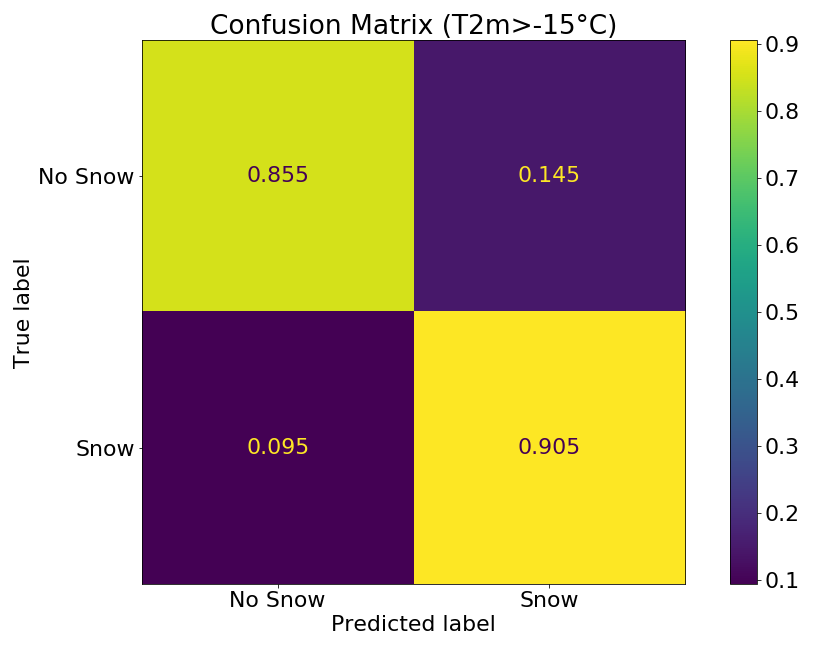 Confusion Matrix (T2m>-15°C)
True label
No Snow
Snow
0.855
0.145
0.095
0.905
No Snow
Snow
Predicted label
0.9
0.8
0.7
0.6
0.5
0.4
0.3
0.2
0.1